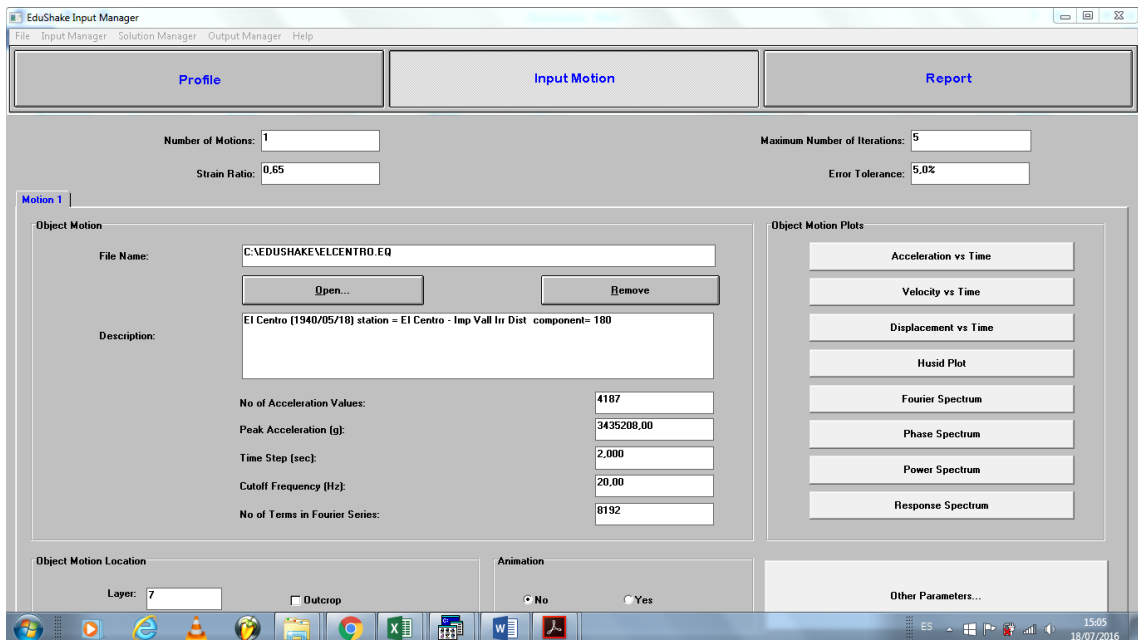 EduShake Input Manager
File Input Manager Solution Manager Output Manager Help
Profile Input Motion Report
Number of Motions: 1 Maximum Number of Iterations: 5
Strain Ratio: 0,65 Error Tolerance: 5,0%
Motion 1
Object Motion Object Motion Plots
File Name: C:\EDUSHAKE\ELCENTRO.EQ Acceleration vs Time
Open... Remove Velocity vs Time
Description: El Centro (1940/05/18) station = El Centro - Imp Vall Irr Dist component= 180
Displacement vs Time
Husid Plot
No of Acceleration Values: 4187 Fourier Spectrum
Peak Acceleration (g): 3435208,00 Phase Spectrum
Time Step (sec): 2,000 Power Spectrum
Cutoff Frequency (Hz): 20,00
No of Terms in Fourier Series: 8192 Response Spectrum
Object Motion Location Animation
Layer: 7 Outcrop No Yes Other Parameters...
ES 15:05
18/07/2016